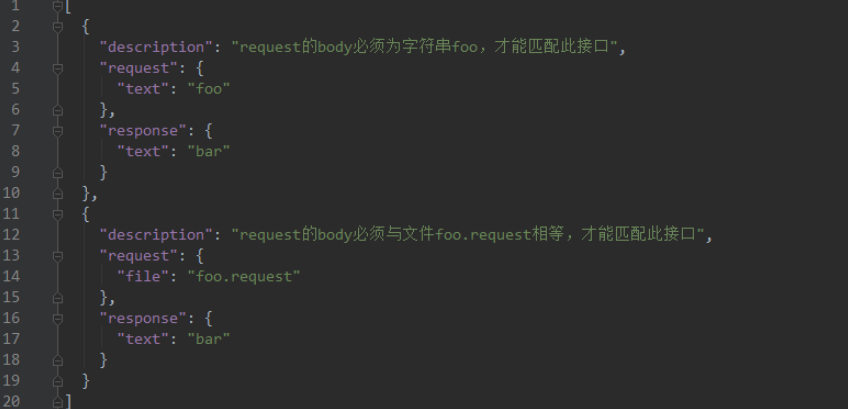 1 [
2 {
3 "description": "request的body必须为字符串foo，才能匹配此接口",
4 "request": {
5 "text": "foo"
6 },
7 "response": {
8 "text": "bar"
9 }
10 },
11 {
12 "description": "request的body必须与文件foo.request相等，才能匹配此接口",
13 "request": {
14 "file": "foo.request"
15 },
16 "response": {
17 "text": "bar"
18 }
19 }
20 ]